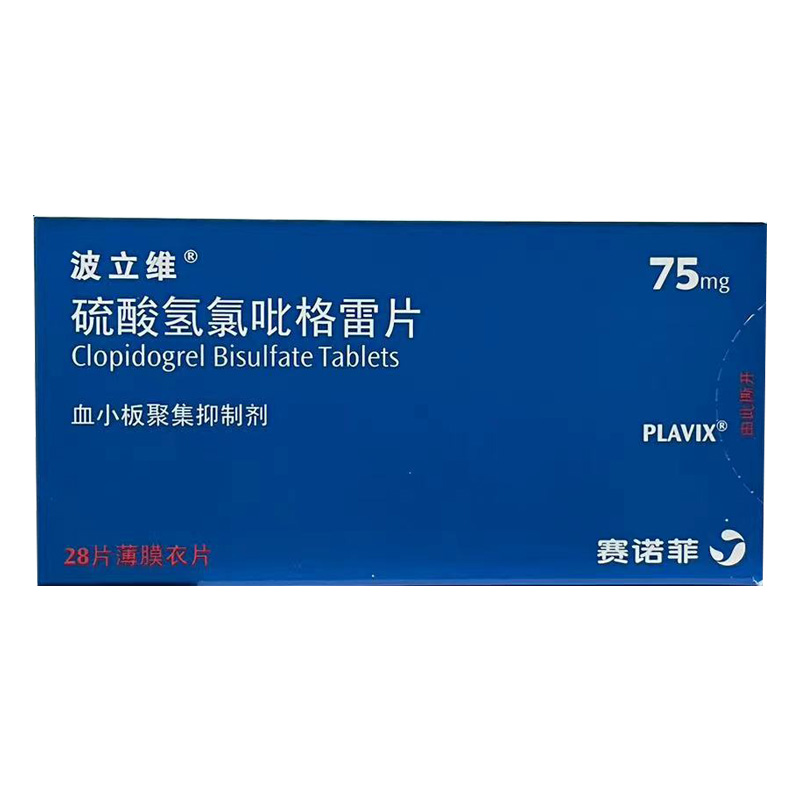 波立维®
75mg
硫酸氢氯吡格雷片
Clopidogrel Bisulfate Tablets
血小板聚集抑制剂
PLAVIX®
由此撕开
28片薄膜衣片
赛诺菲